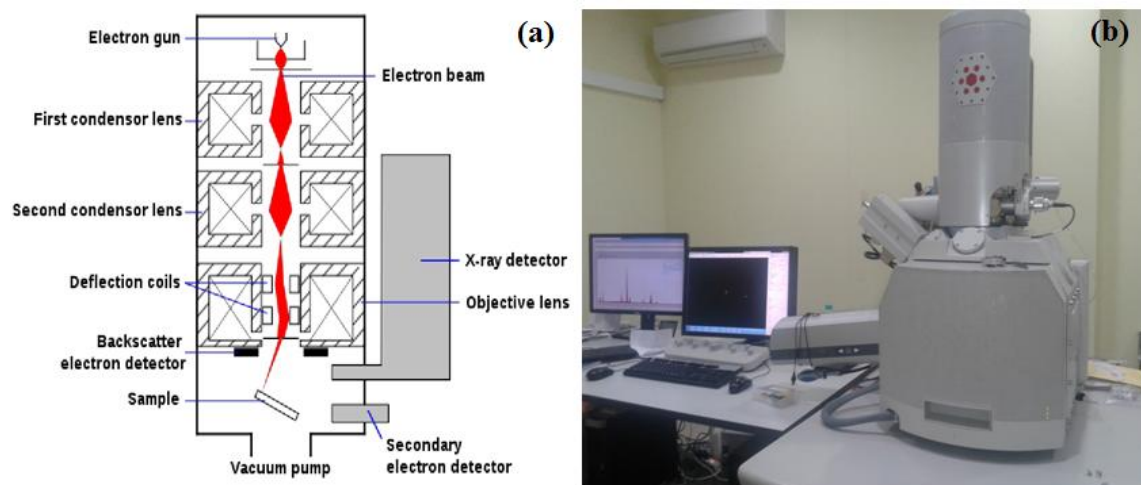 (a)
Electron gun
Electron beam
First condensor lens
Second condensor lens
X-ray detector
Deflection coils
Objective lens
Backscatter
electron detector
Sample
Secondary
electron detector
Vacuum pump
(b)